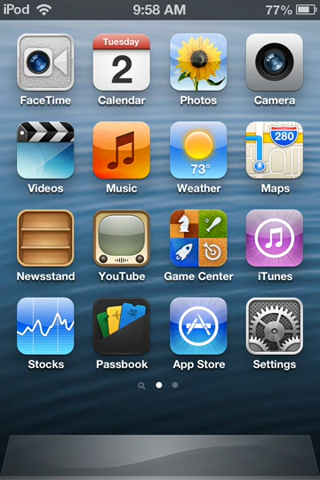 iPod 9:58 AM 77%
Tuesday
2
73°
280
FaceTime Calendar Photos Camera
Videos Music Weather Maps
Newsstand YouTube Game Center iTunes
Stocks Passbook App Store Settings